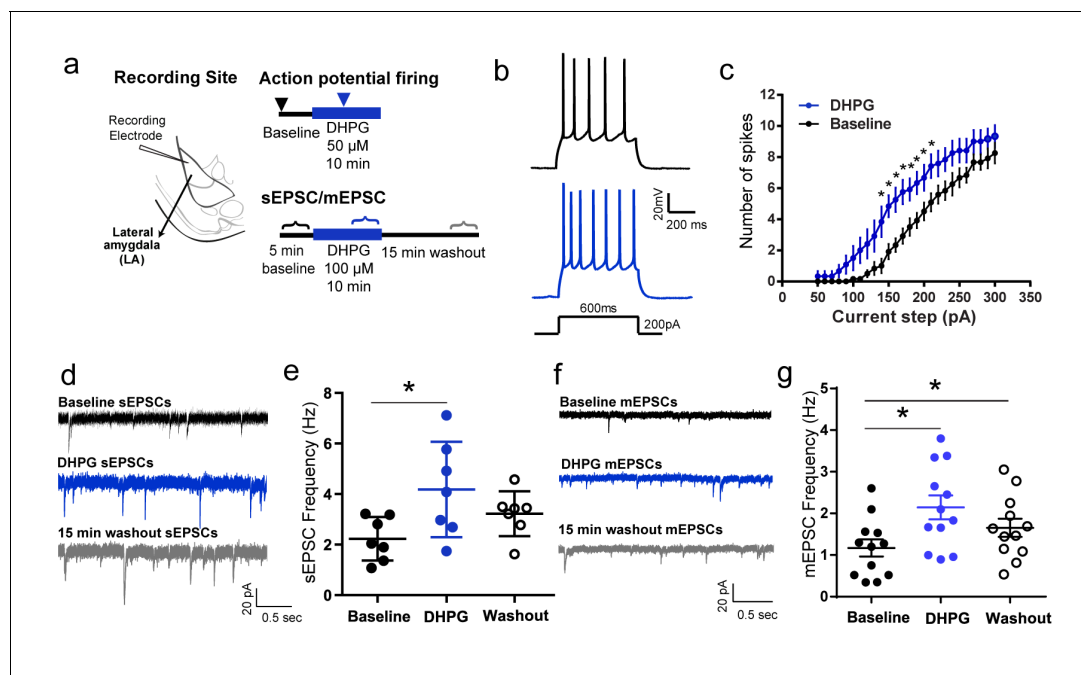 a
Recording Site
Recording
Electrode
Lateral
amygdala
(LA)
Action potential firing
Baseline
DHPG
50 µM
10 min
sEPSC/mEPSC
5 min
baseline
DHPG
100 µM
10 min
15 min washout
b
20mV
200 ms
600ms
200pA
c
DHPG
Baseline
Number of spikes
12
10
8
6
4
2
0
* * * * * * * *
0 50 100 150 200 250 300 350
Current step (pA)
d
Baseline sEPSCs
DHPG sEPSCs
15 min washout sEPSCs
20 pA
0.5 sec
e
sEPSC Frequency (Hz)
8
6
4
2
0
*
Baseline DHPG Washout
f
Baseline mEPSCs
DHPG mEPSCs
15 min washout mEPSCs
20 pA
0.5 sec
g
mEPSC Frequency (Hz)
5
4
3
2
1
0
*
*
Baseline DHPG Washout